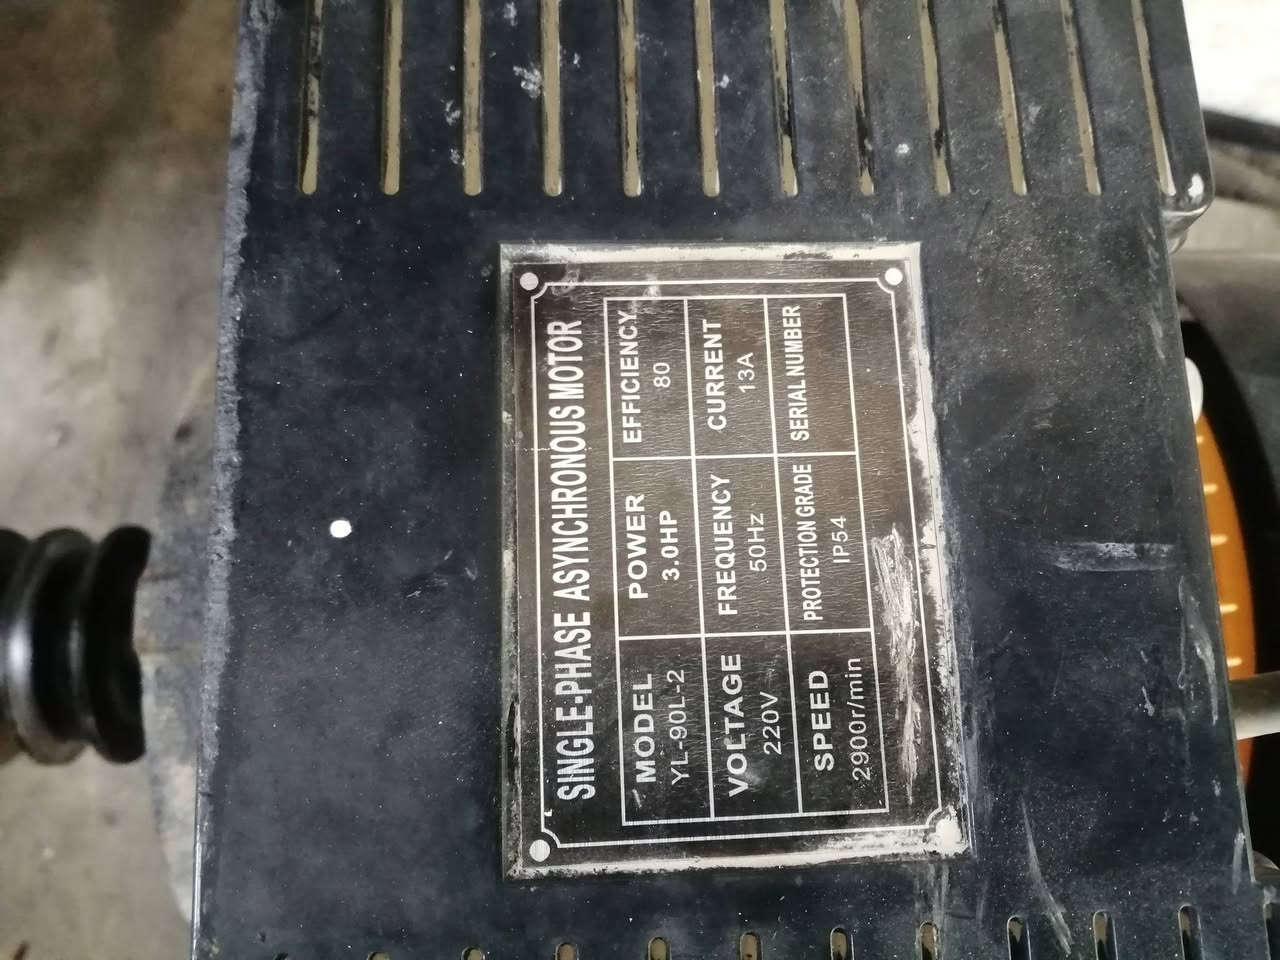 SINGLE-PHASE ASYNCHRONOUS MOTOR
MODEL POWER EFFICIENCY
YL-90L-2 3.0HP 80
VOLTAGE FREQUENCY CURRENT
220V 50Hz 13A
SPEED PROTECTION GRADE SERIAL NUMBER
2900r/min IP54